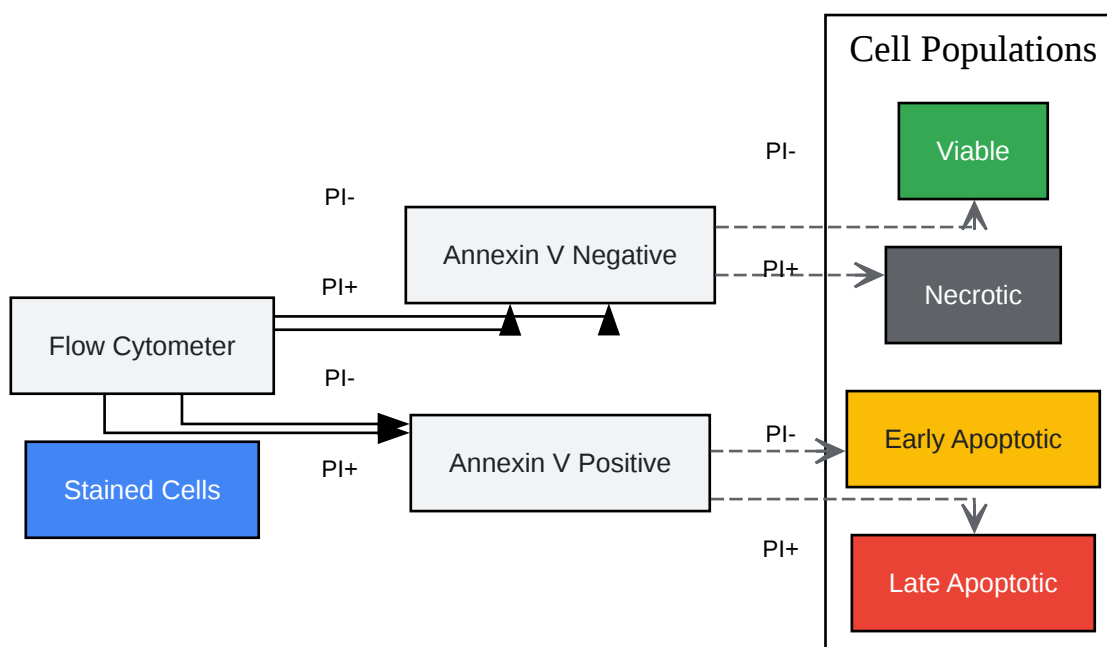 Cell Populations
Viable
PI-
PI-
Annexin V Negative
PI+
Necrotic
PI+
Flow Cytometer
PI-
Early Apoptotic
PI-
Annexin V Positive
PI+
Stained Cells
PI+
Late Apoptotic